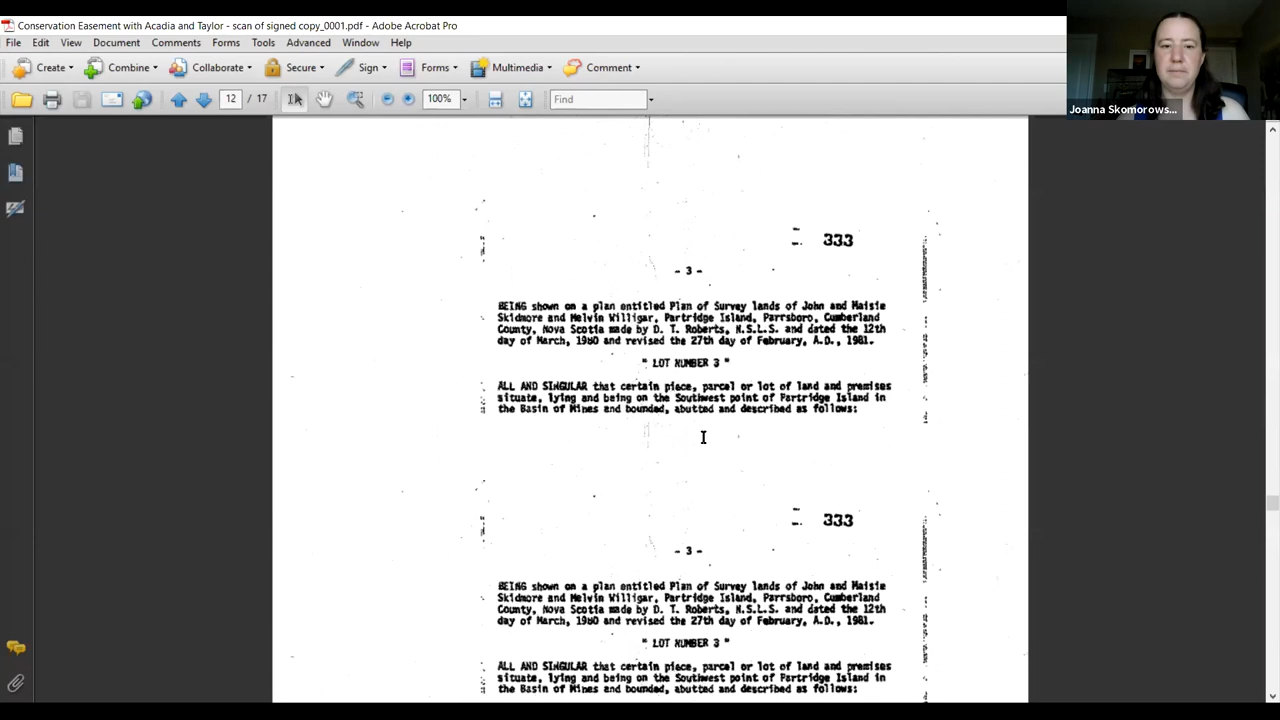 Conservation Easement with Acadia and Taylor - scan of signed copy_0001.pdf - Adobe Acrobat Pro
File Edit View Document Comments Forms Tools Advanced Window Help
Create Combine Collaborate Secure Sign Forms Multimedia Comment
12 / 17 100% Find
Joanna Skomorows...
333
- 3 -
BEING shown on a plan entitled Plan of Survey lands of John and Maisie
Skidmore and Melvin Willigar, Partridge Island, Parrsboro, Cumberland
County, Nova Scotia made by D. T. Roberts, N.S.L.S. and dated the 12th
day of March, 1980 and revised the 27th day of February, A.D., 1981.
" LOT NUMBER 3 "
ALL AND SINGULAR that certain piece, parcel or lot of land and premises
situate, lying and being on the Southwest point of Partridge Island in
the Basin of Mines and bounded, abutted and described as follows:
333
- 3 -
BEING shown on a plan entitled Plan of Survey lands of John and Maisie
Skidmore and Melvin Willigar, Partridge Island, Parrsboro, Cumberland
County, Nova Scotia made by D. T. Roberts, N.S.L.S. and dated the 12th
day of March, 1980 and revised the 27th day of February, A.D., 1981.
" LOT NUMBER 3 "
ALL AND SINGULAR that certain piece, parcel or lot of land and premises
situate, lying and being on the Southwest point of Partridge Island in
the Basin of Mines and bounded, abutted and described as follows: